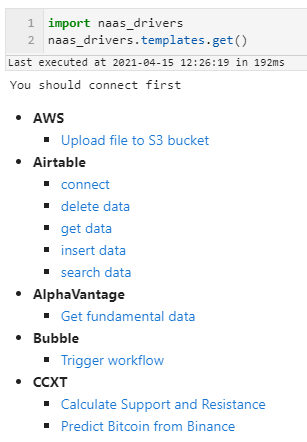 1 import naas_drivers
2 naas_drivers.templates.get()
Last executed at 2021-04-15 12:26:19 in 192ms
You should connect first
AWS
Upload file to S3 bucket
Airtable
connect
delete data
get data
insert data
search data
AlphaVantage
Get fundamental data
Bubble
Trigger workflow
CCXT
Calculate Support and Resistance
Predict Bitcoin from Binance